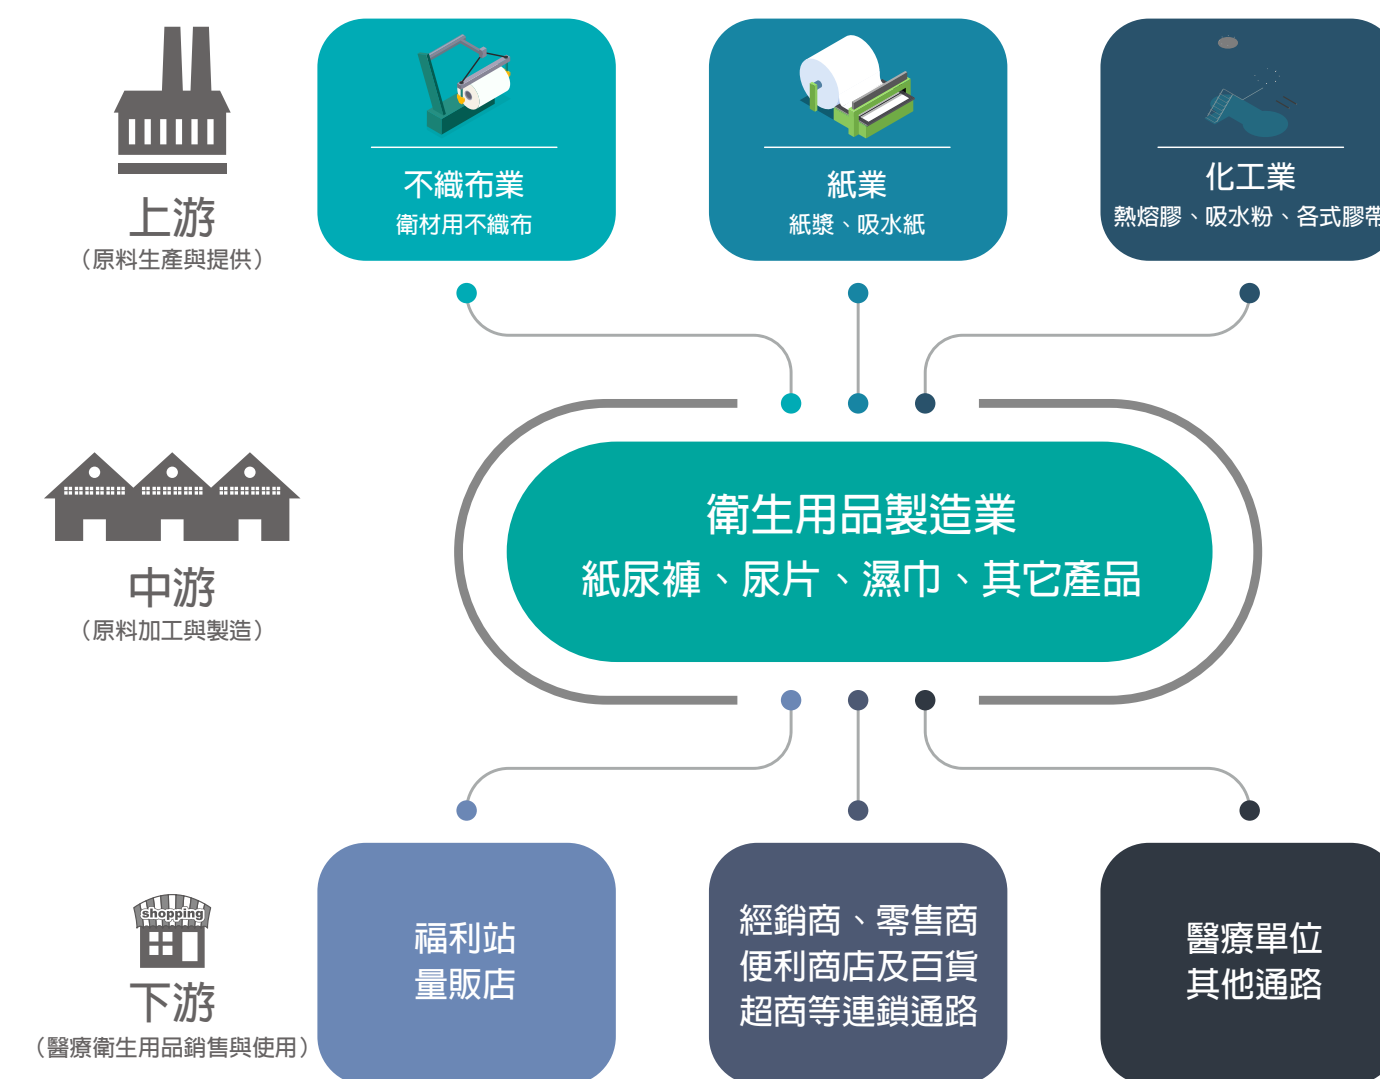 上游
（原料生產與提供）
不織布業
衛材用不織布
紙業
紙漿、吸水紙
化工業
熱熔膠、吸水粉、各式膠帶
中游
（原料加工與製造）
衛生用品製造業
紙尿褲、尿片、濕巾、其它產品
shopping
下游
（醫療衛生用品銷售與使用）
福利站
量販店
經銷商、零售商
便利商店及百貨
超商等連鎖通路
醫療單位
其他通路